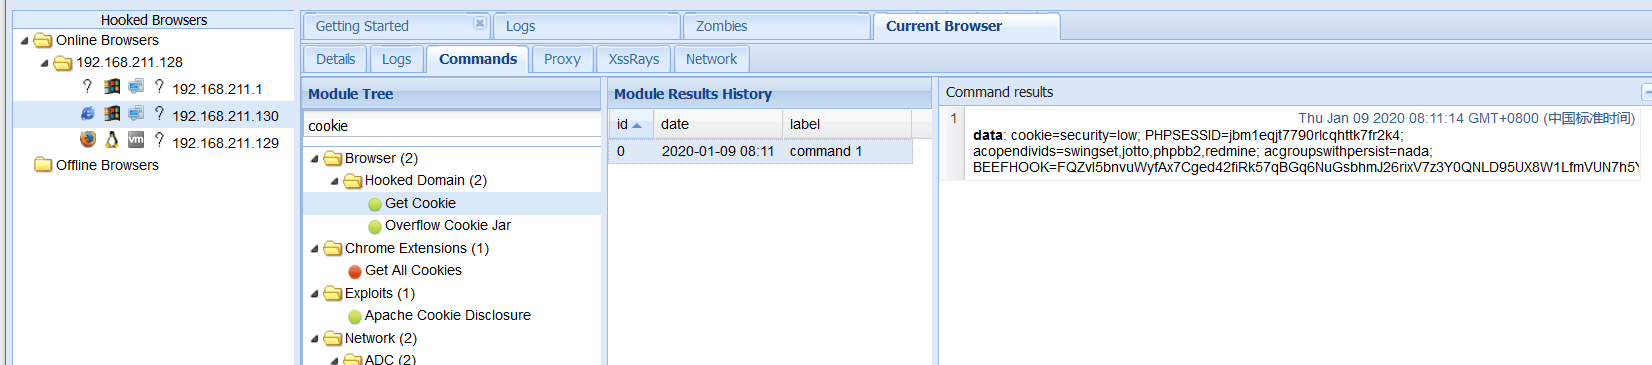 Hooked Browsers
Online Browsers
192.168.211.128
? ? 192.168.211.1
? 192.168.211.130
vm ? 192.168.211.129
Offline Browsers
Getting Started
Logs
Zombies
Current Browser
Details
Logs
Commands
Proxy
XssRays
Network
Module Tree
cookie
Browser (2)
Hooked Domain (2)
Get Cookie
Overflow Cookie Jar
Chrome Extensions (1)
Get All Cookies
Exploits (1)
Apache Cookie Disclosure
Network (2)
ADC (2)
Module Results History
id date label
0 2020-01-09 08:11 command 1
Command results
1 Thu Jan 09 2020 08:11:14 GMT+0800 (中国标准时间)
data: cookie=security=low; PHPSESSID=jbm1eqjt7790rlcqhttk7fr2k4;
acopendivids=swingset,jotto,phpbb2,redmine; acgroupswithpersist=nada;